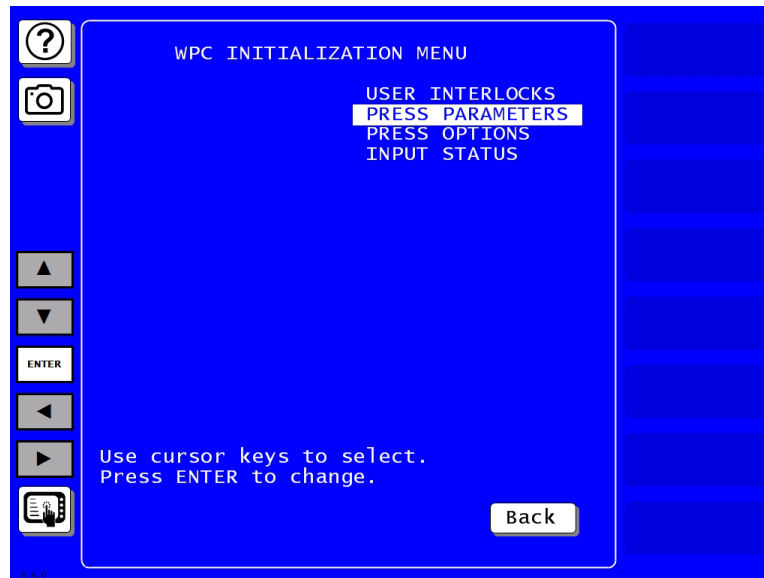 WPC INITIALIZATION MENU
USER INTERLOCKS
PRESS PARAMETERS
PRESS OPTIONS
INPUT STATUS
ENTER
Use cursor keys to select.
Press ENTER to change.
Back